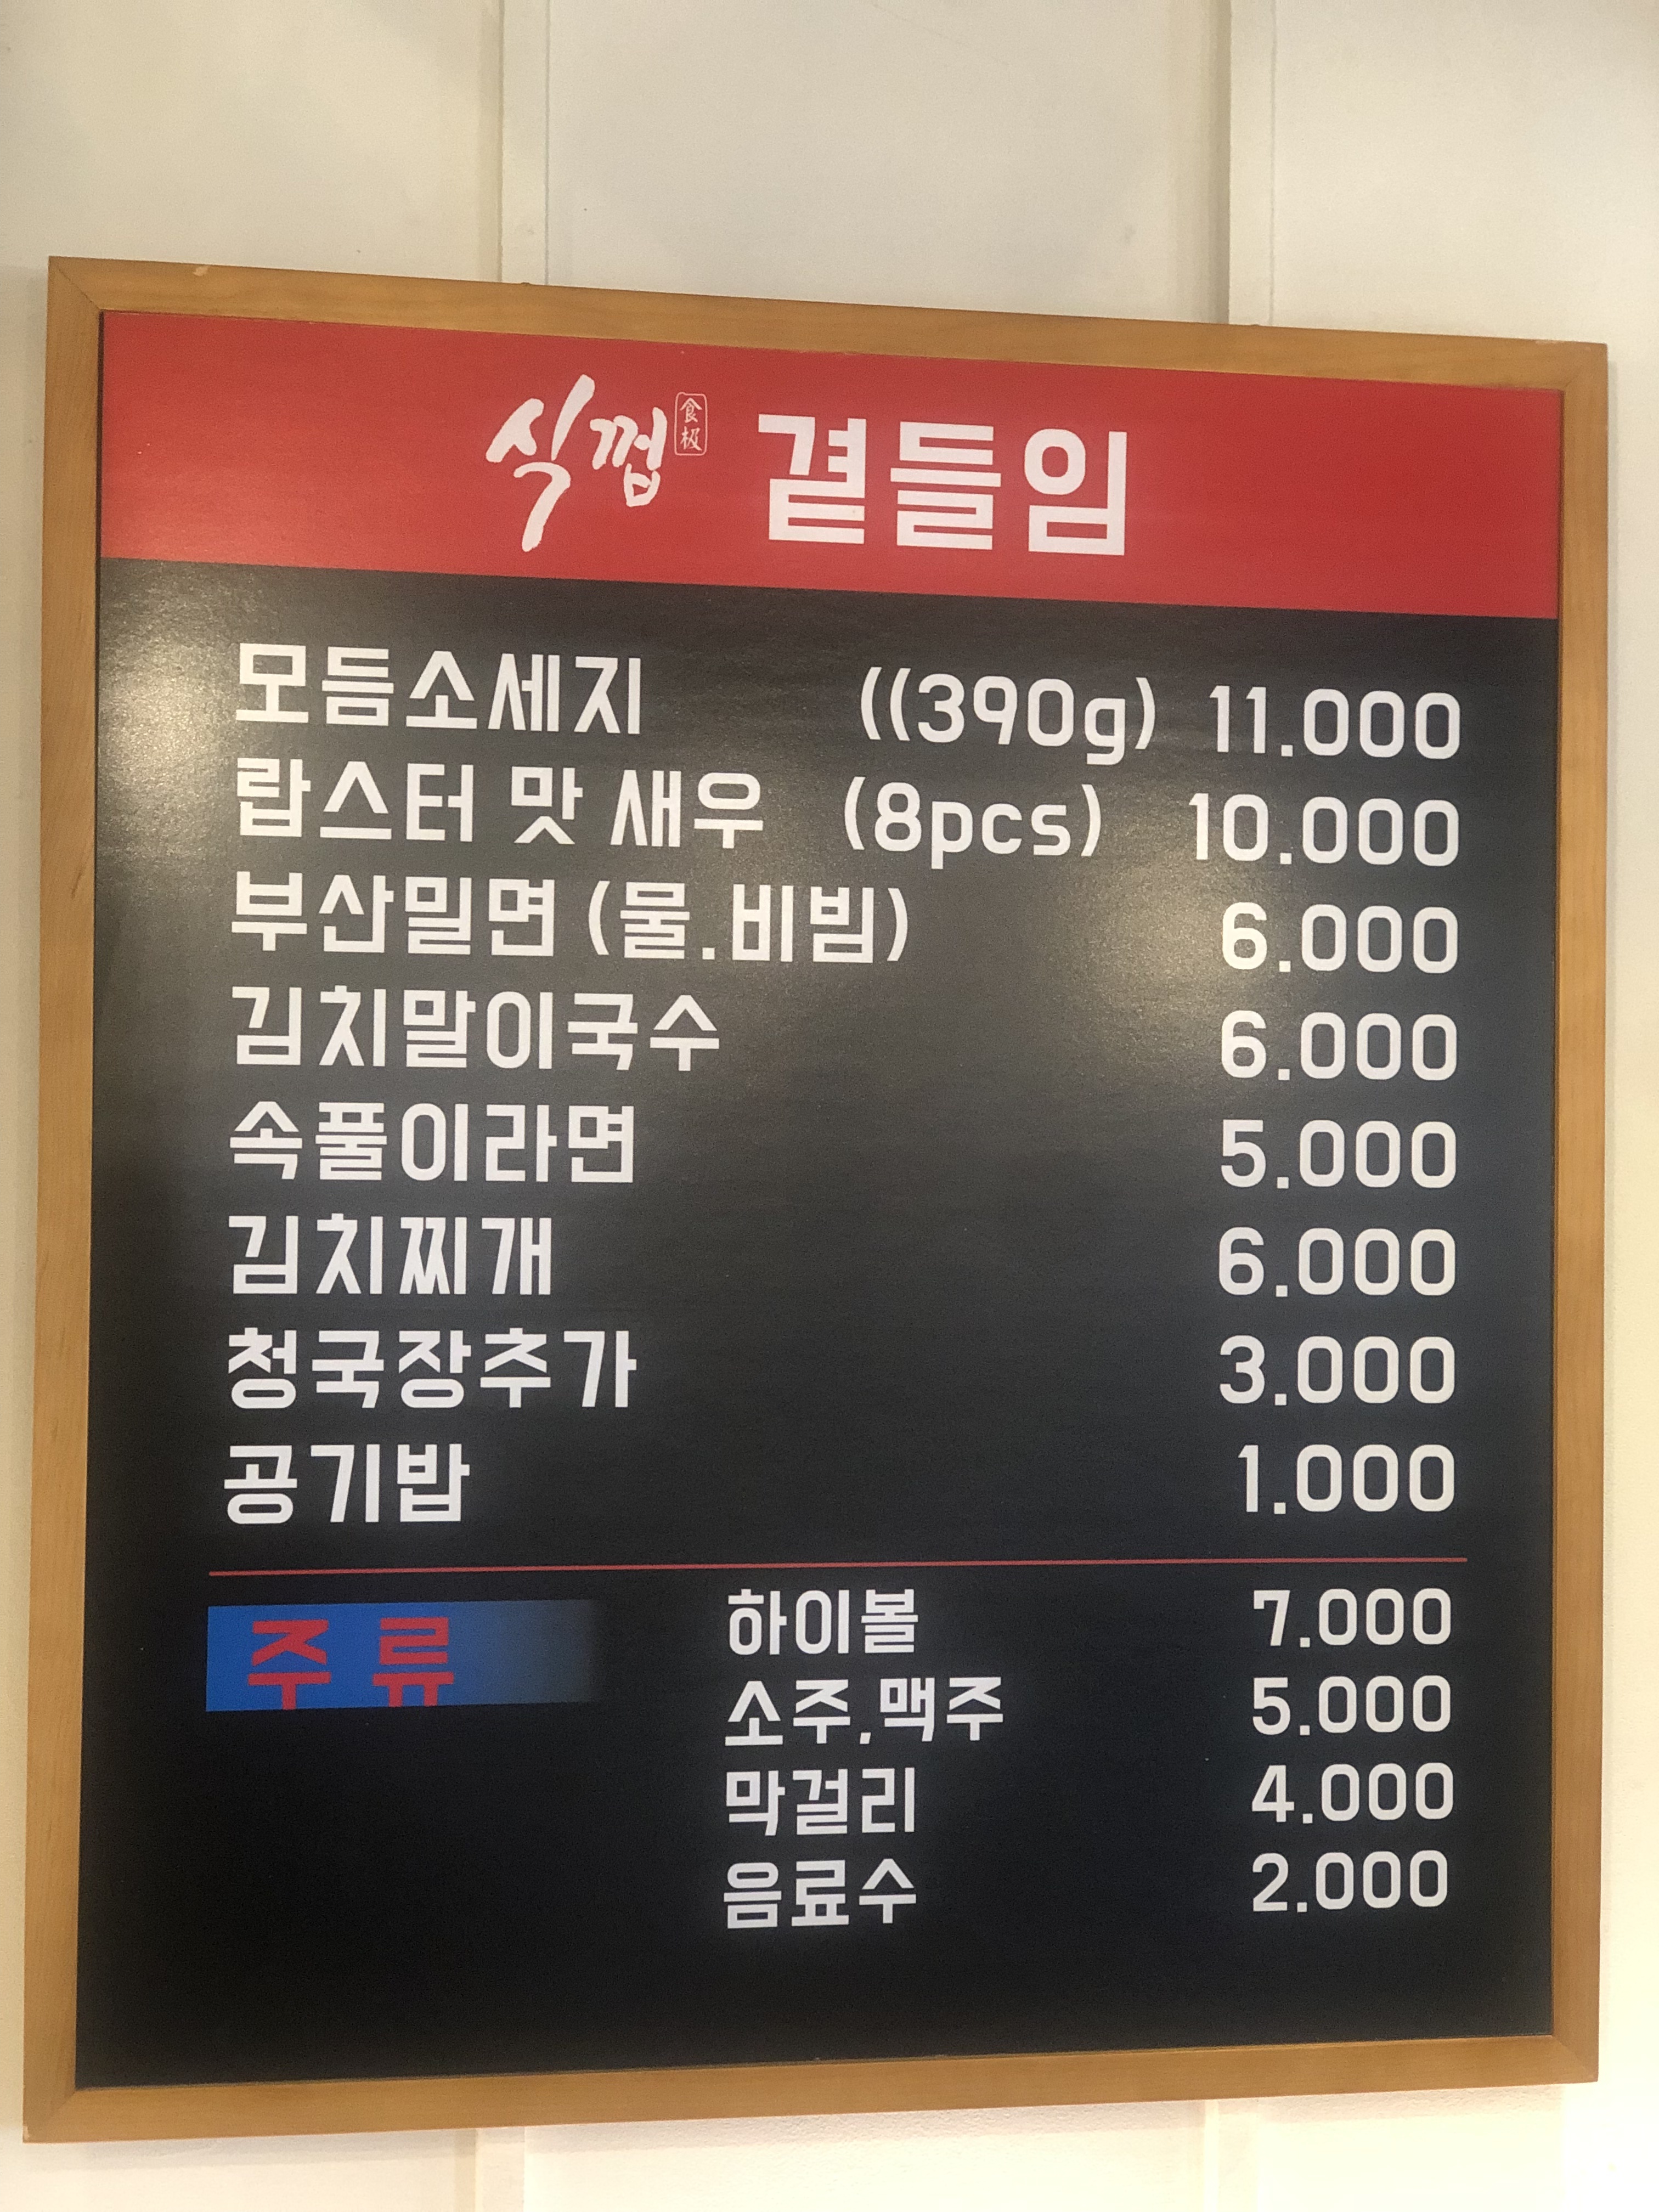 식껍 食極 곁들임
모듬소세지 ((390g) 11.000
랍스터 맛 새우 (8pcs) 10.000
부산밀면 (물.비빔) 6.000
김치말이국수 6.000
속풀이라면 5.000
김치찌개 6.000
청국장추가 3.000
공기밥 1.000
주류 하이볼 7.000
소주,맥주 5.000
막걸리 4.000
음료수 2.000